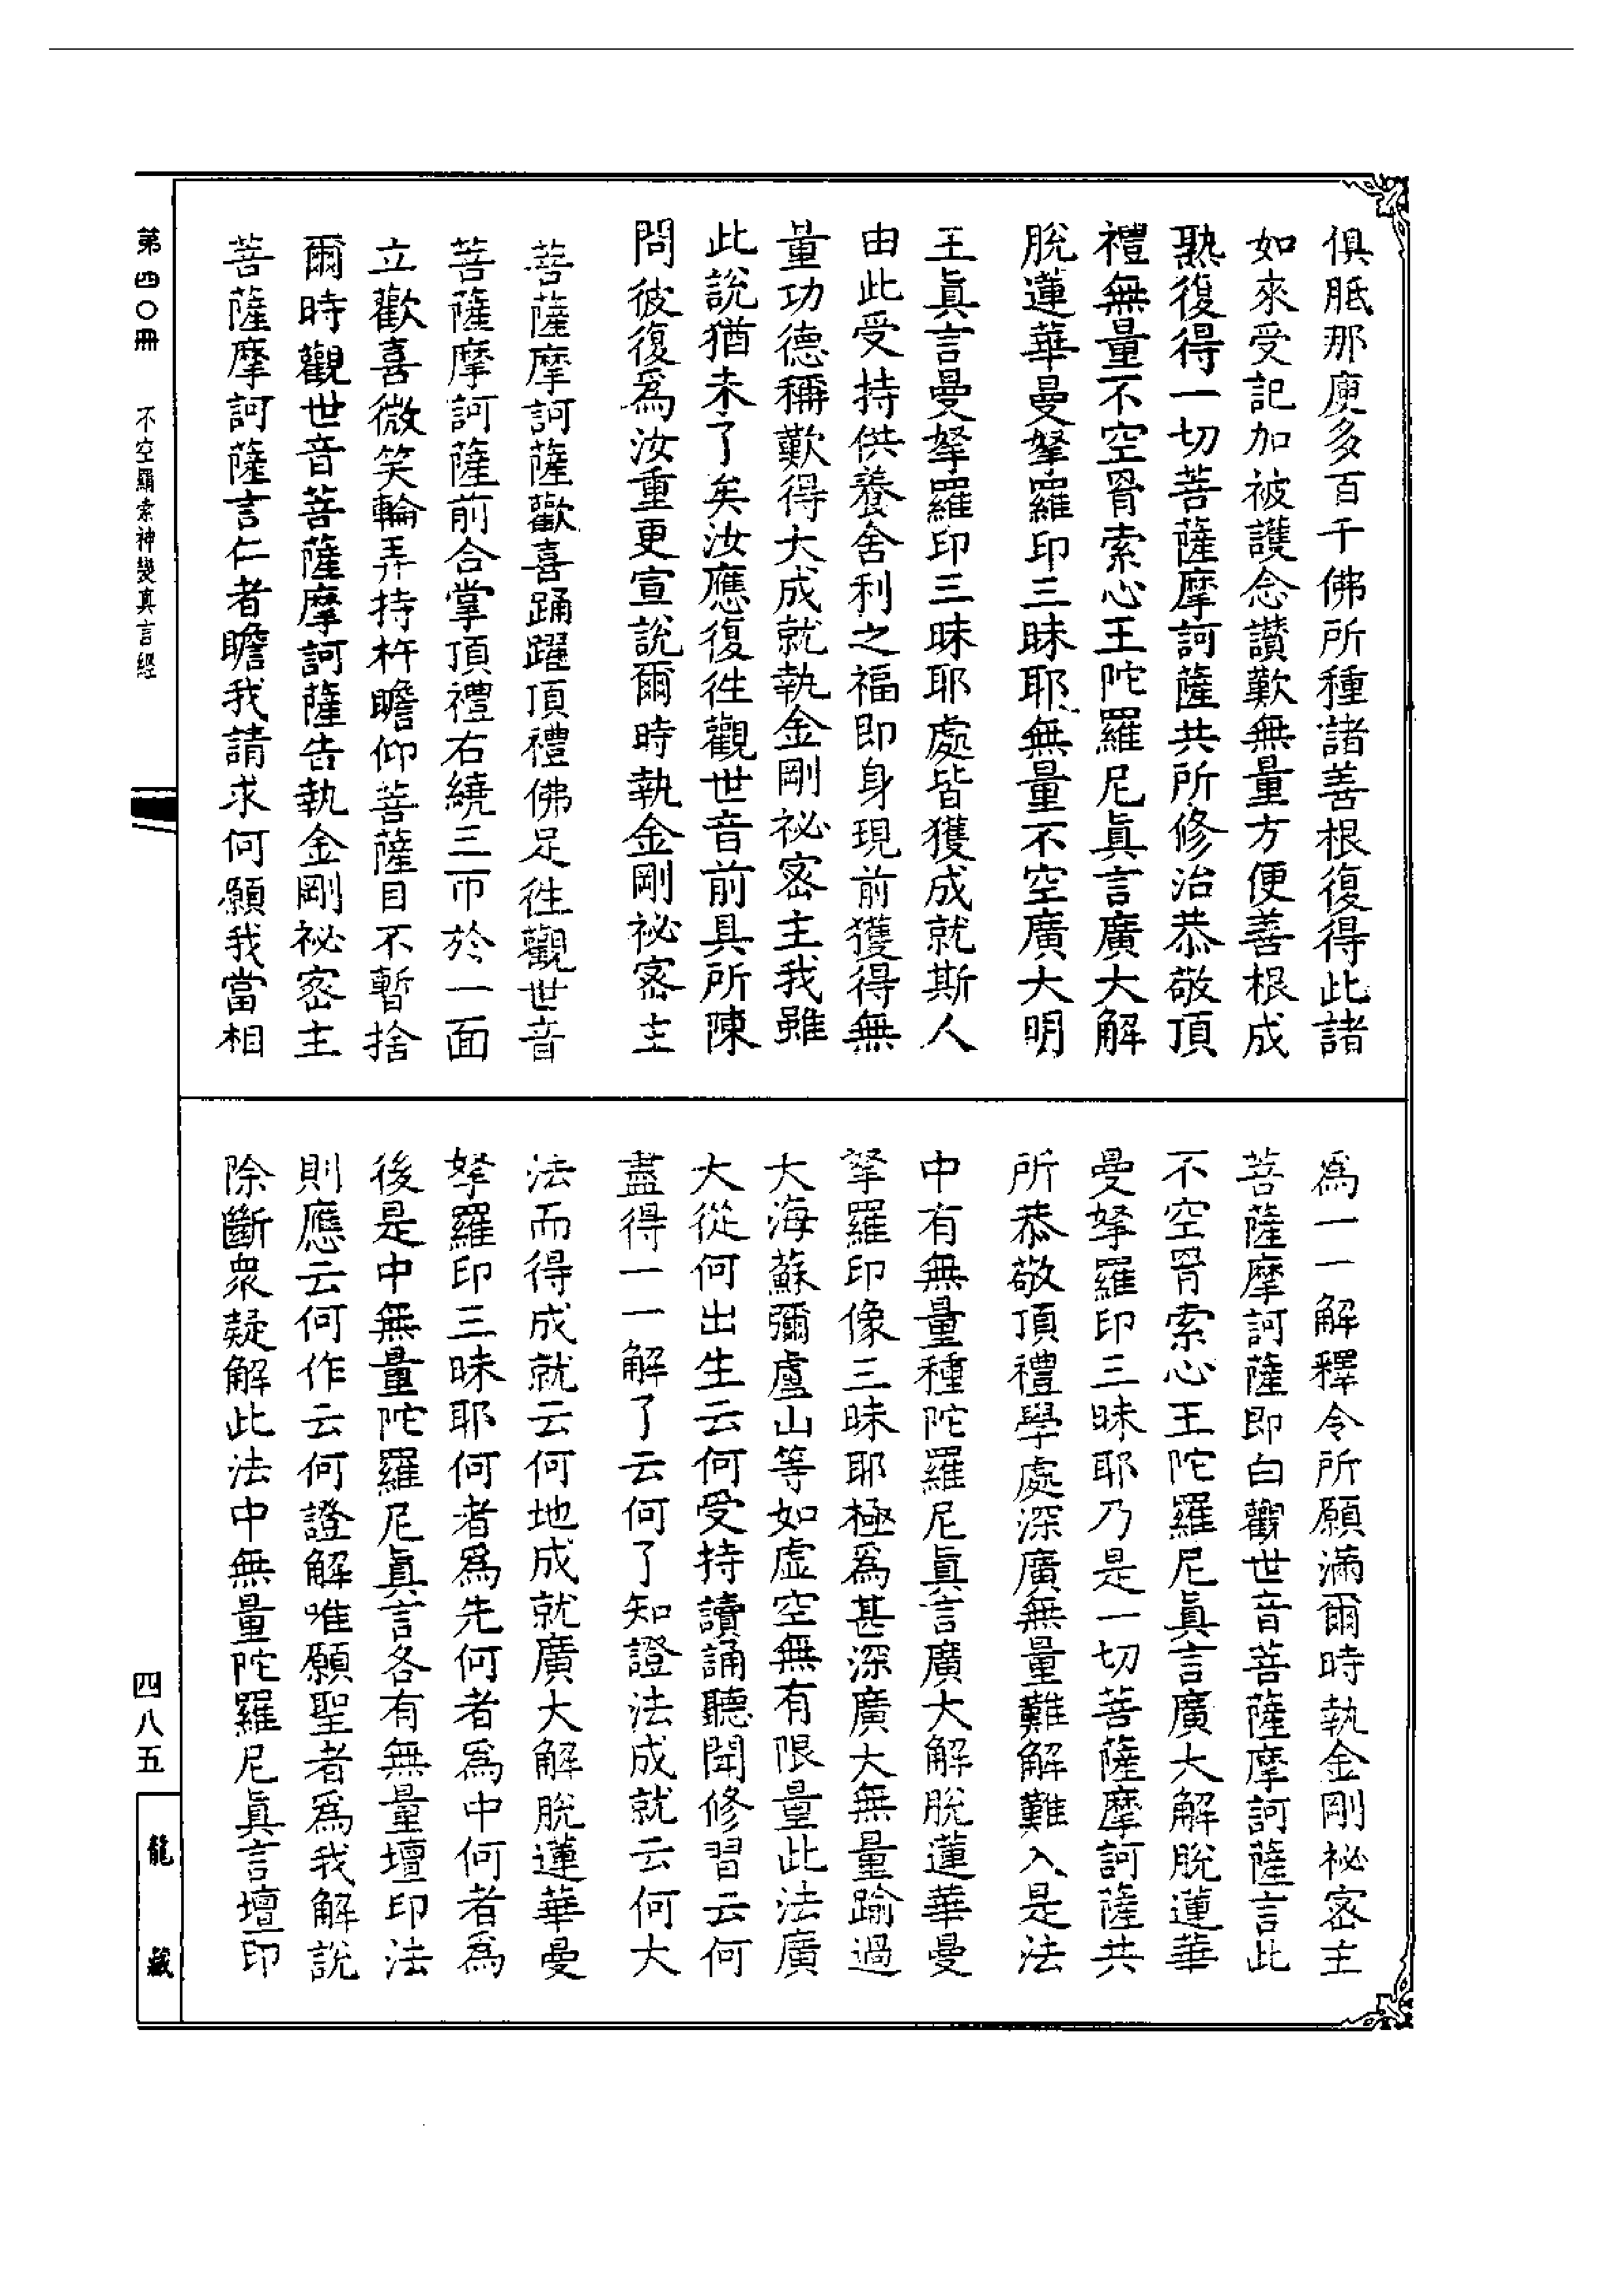 俱胝那庾多百千佛所種諸善根復得此諸
如來受記加被護念讃歎無量方便善根成
熟復得一切菩薩摩訶薩共所修治恭敬頂
禮無量不空罥索心王陀羅尼眞言廣大解
脫蓮華曼拏羅印三昧耶無量不空廣大明
王眞言曼拏羅印三昧耶處皆獲成就斯人
由此受持供養舍利之福即身現前獲得無
量功德稱歎得大成就執金剛祕密主我雖
此說猶未了矣汝應復徃觀世音前具所陳
問彼復爲汝重更宣說爾時執金剛祕密主
菩薩摩訶薩歡喜踊躍頂禮佛足徃觀世音
菩薩摩訶薩前合掌頂禮右繞三帀於一面
立歡喜微笑輪弄持杵瞻仰菩薩目不暫捨
爾時觀世音菩薩摩訶薩告執金剛祕密主
菩薩摩訶薩言仁者瞻我請求何願我當相
爲一一解釋令所願滿爾時執金剛祕密主
菩薩摩訶薩即白觀世音菩薩摩訶薩言此
不空罥索心王陀羅尼眞言廣大解脫蓮華
曼拏羅印三昧耶乃是一切菩薩摩訶薩共
所恭敬頂禮學處深廣無量難解難入是法
中有無量種陀羅尼眞言廣大解脫蓮華曼
拏羅印像三昧耶極爲甚深廣大無量踰過
大海蘇彌盧山等如虛空無有限量此法廣
大從何出生云何受持讀誦聽聞修習云何
盡得一一解了云何了知證法成就云何大
法而得成就云何地成就廣大解脫蓮華曼
拏羅印三昧耶何者爲先何者爲中何者爲
後是中無量陀羅尼眞言各有無量壇印法
則應云何作云何證解唯願聖者爲我解說
除斷衆疑解此法中無量陀羅尼眞言壇印
第四〇冊 不空羂索神變真言經
四八五
龍藏